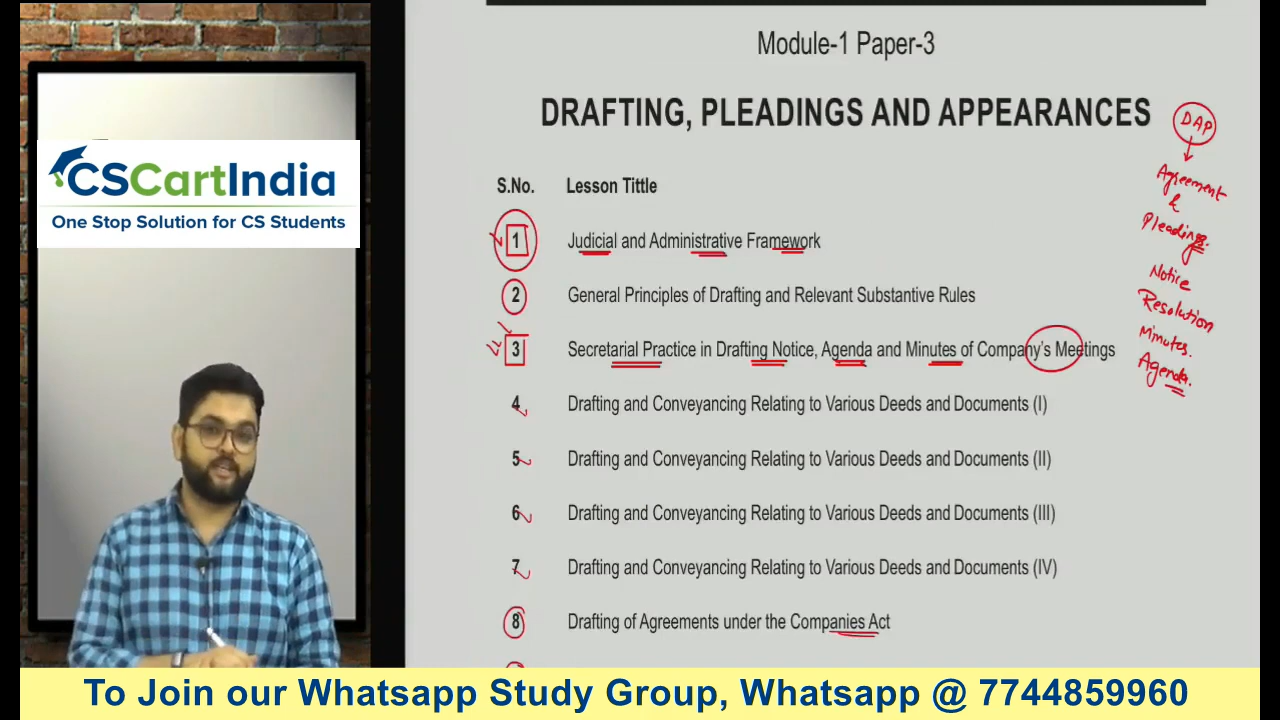 CSCartIndia
One Stop Solution for CS Students
Module-1 Paper-3
DRAFTING, PLEADINGS AND APPEARANCES
S.No. Lesson Tittle
1 Judicial and Administrative Framework
2 General Principles of Drafting and Relevant Substantive Rules
3 Secretarial Practice in Drafting Notice, Agenda and Minutes of Company's Meetings
4 Drafting and Conveyancing Relating to Various Deeds and Documents (I)
5 Drafting and Conveyancing Relating to Various Deeds and Documents (II)
6 Drafting and Conveyancing Relating to Various Deeds and Documents (III)
7 Drafting and Conveyancing Relating to Various Deeds and Documents (IV)
8 Drafting of Agreements under the Companies Act
DAP
Agreement
&
Pleadings.
Notice
Resolution
Minutes.
Agenda.
To Join our Whatsapp Study Group, Whatsapp @ 7744859960